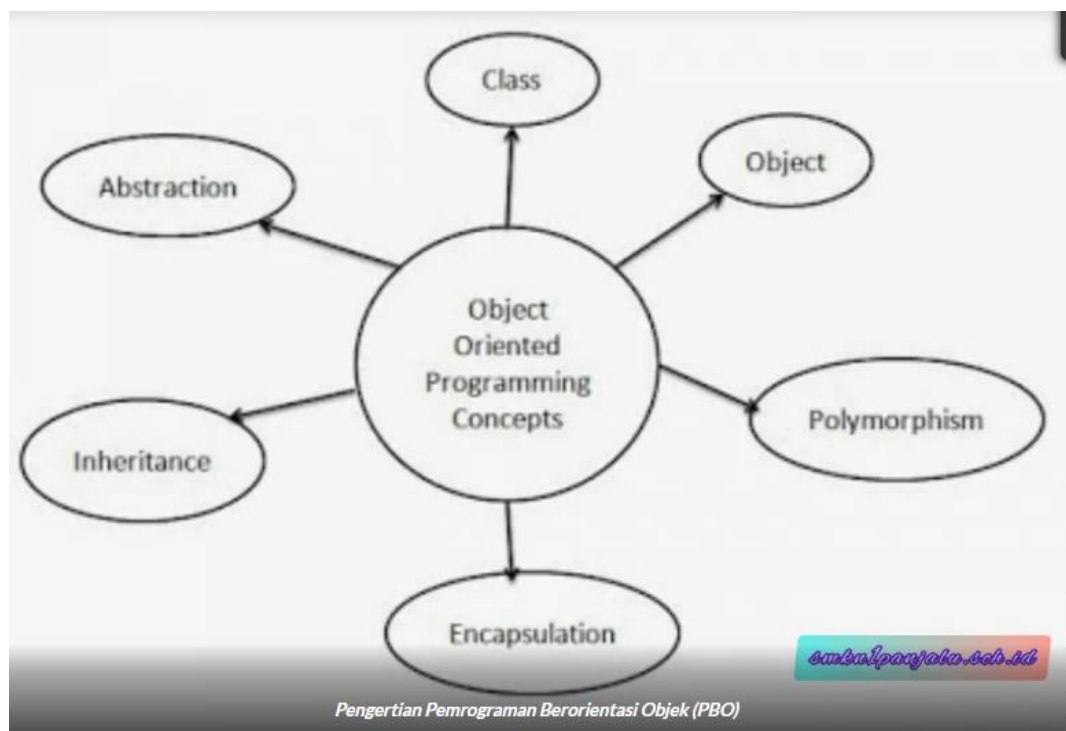 Class
Object
Abstraction
Object
Oriented
Programming
Concepts
Polymorphism
Inheritance
Encapsulation
smkn1panjalu.sch.id
Pengertian Pemrograman Berorientasi Objek (PBO)